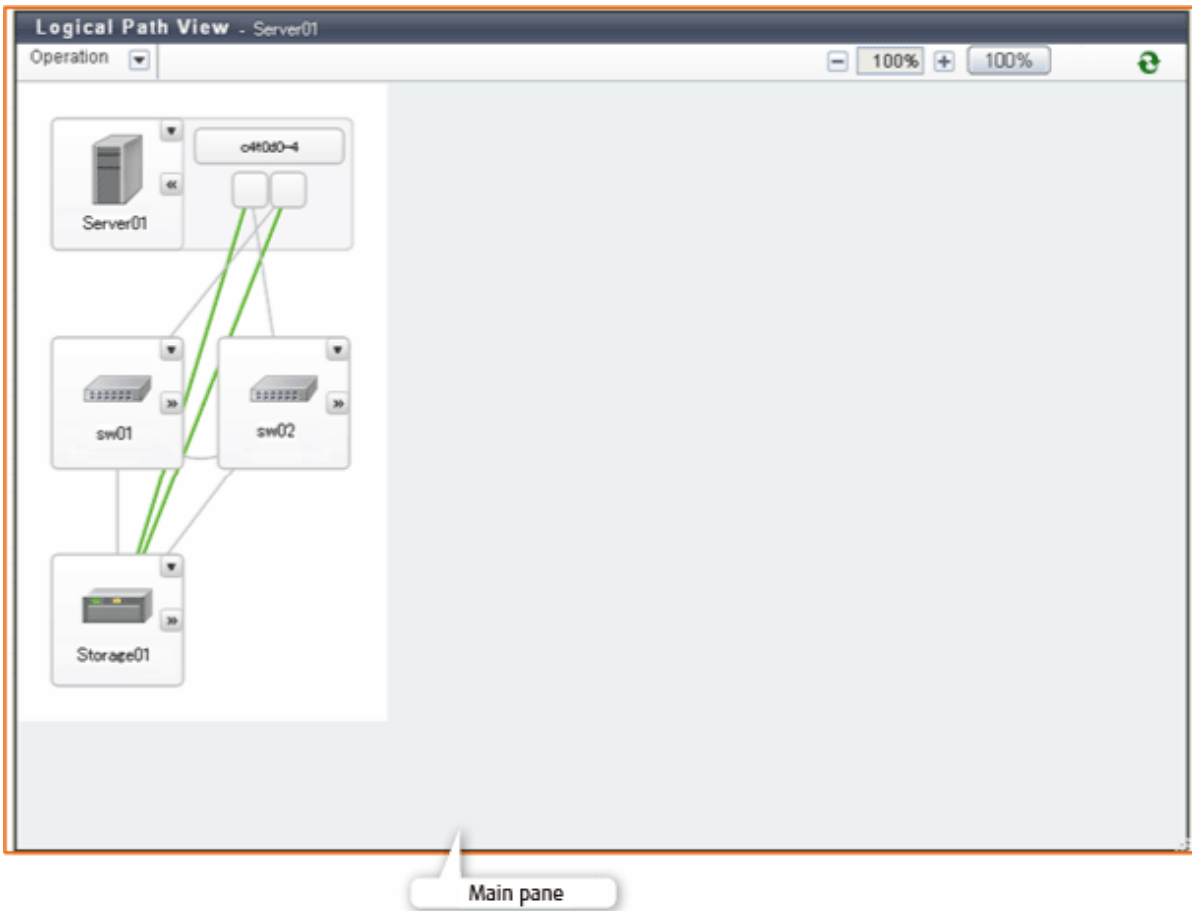 Logical Path View - Server01
Operation 100% 100%
c4t0d0-4
Server01
sw01 sw02
Storage01
Main pane